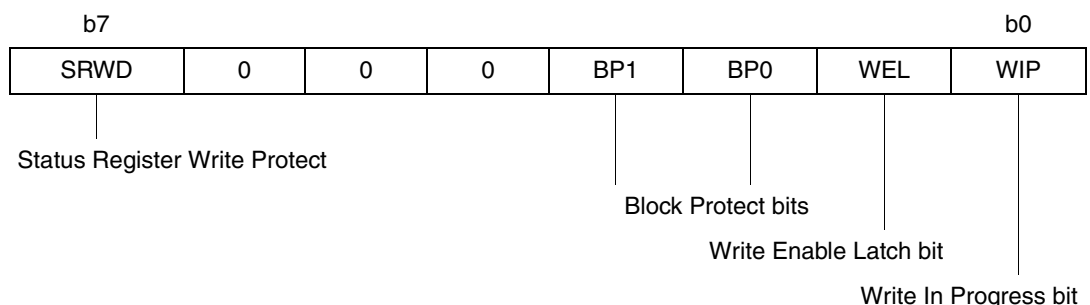 b7 b0
SRWD 0 0 0 BP1 BP0 WEL WIP
Status Register Write Protect
Block Protect bits
Write Enable Latch bit
Write In Progress bit